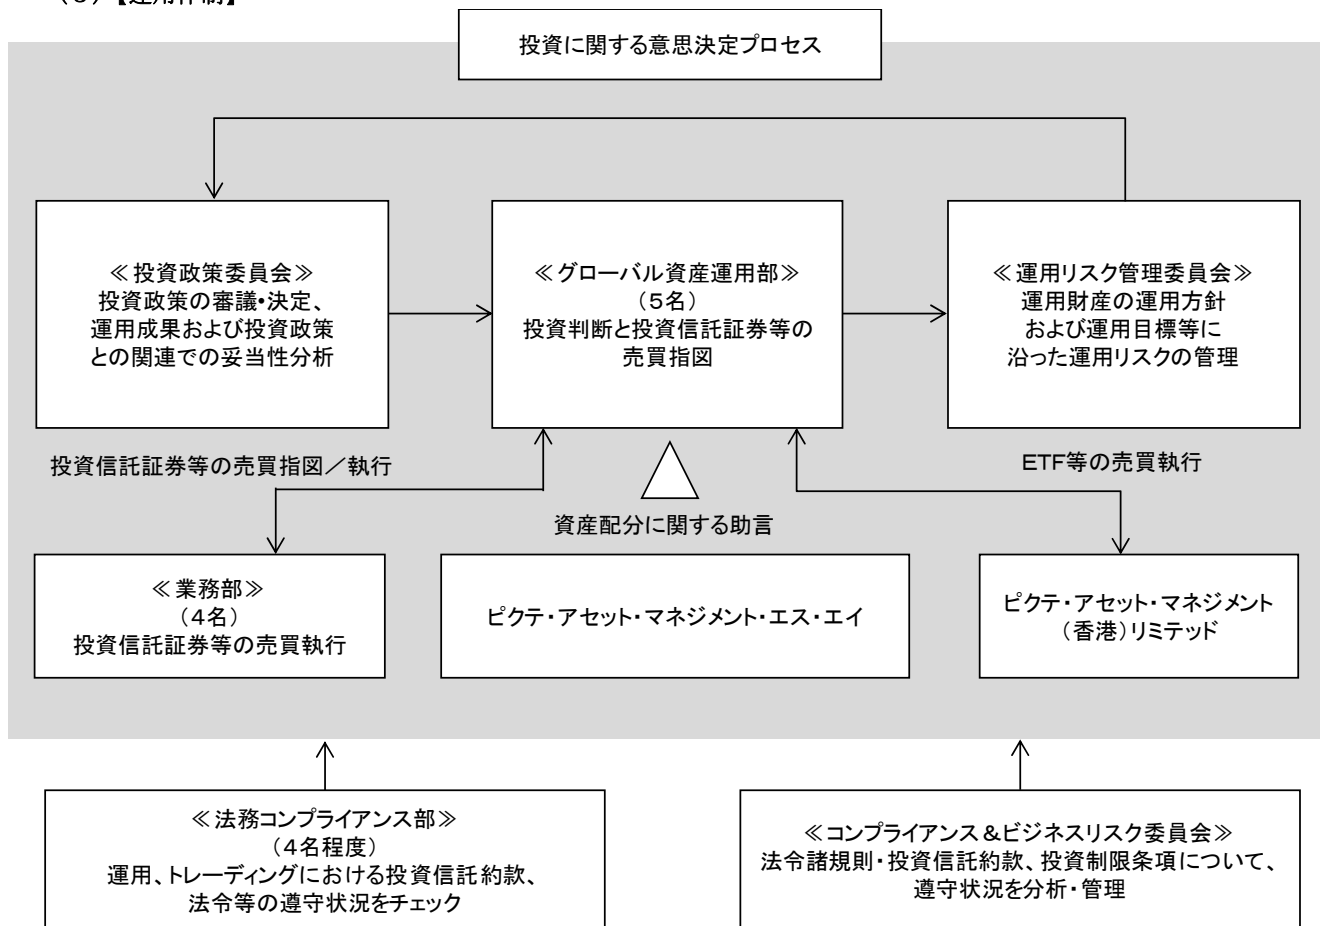 (3)【運用体制】
投資に関する意思決定プロセス
≪投資政策委員会≫
投資政策の審議・決定、
運用成果および投資政策
との関連での妥当性分析
≪グローバル資産運用部≫
(5名)
投資判断と投資信託証券等の
売買指図
≪運用リスク管理委員会≫
運用財産の運用方針
および運用目標等に
沿った運用リスクの管理
投資信託証券等の売買指図／執行
ETF等の売買執行
資産配分に関する助言
≪業務部≫
(4名)
投資信託証券等の売買執行
ピクテ・アセット・マネジメント・エス・エイ
ピクテ・アセット・マネジメント
(香港)リミテッド
≪法務コンプライアンス部≫
(4名程度)
運用、トレーディングにおける投資信託約款、
法令等の遵守状況をチェック
≪コンプライアンス&ビジネスリスク委員会≫
法令諸規則・投資信託約款、投資制限条項について、
遵守状況を分析・管理